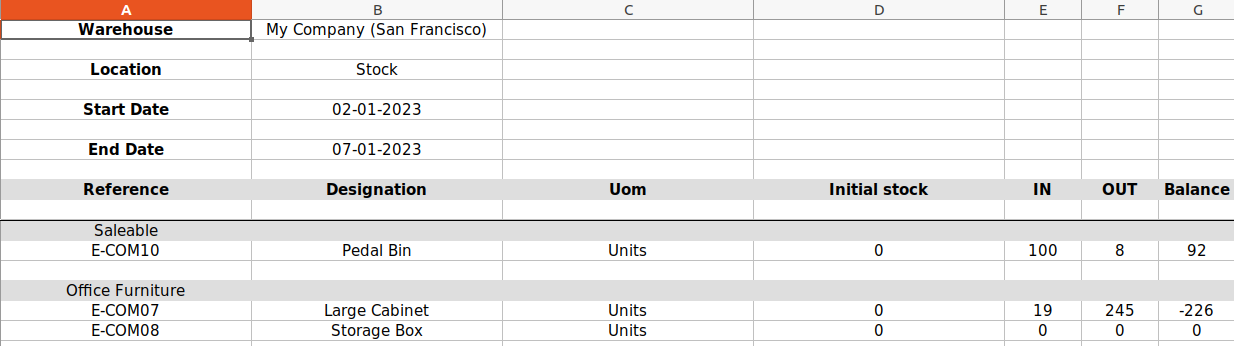 A B C D E F G
Warehouse My Company (San Francisco)
Location Stock
Start Date 02-01-2023
End Date 07-01-2023
Reference Designation Uom Initial stock IN OUT Balance
Saleable
E-COM10 Pedal Bin Units 0 100 8 92
Office Furniture
E-COM07 Large Cabinet Units 0 19 245 -226
E-COM08 Storage Box Units 0 0 0 0